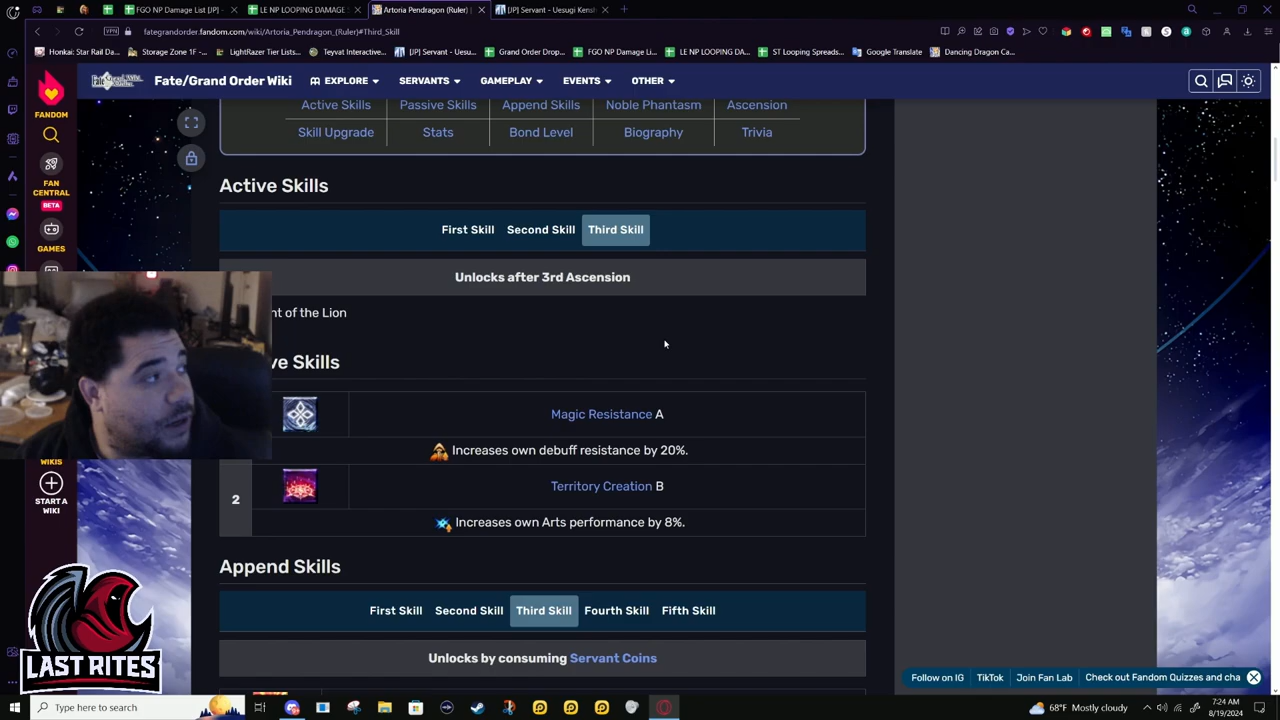 FGO NP Damage List [JP]
LE NP LOOPING DAMAGE
Artoria Pendragon (Ruler) |
[JP] Servant - Uesugi Kensh
VPN
fategrandorder.fandom.com/wiki/Artoria_Pendragon_(Ruler)#Third_Skill
Honkai: Star Rail Da...
Storage Zone 1F -...
LightRazer Tier Lists...
Teyvat Interactive...
[JP] Servant - Uesu...
Grand Order Drop...
FGO NP Damage Li...
LE NP LOOPING DA...
ST Looping Spreads...
Google Translate
Dancing Dragon Ca...
Fate/Grand Order Wiki
EXPLORE
SERVANTS
GAMEPLAY
EVENTS
OTHER
FANDOM
FAN CENTRAL
BETA
GAMES
WIKIS
START A WIKI
Active Skills
Passive Skills
Append Skills
Noble Phantasm
Ascension
Skill Upgrade
Stats
Bond Level
Biography
Trivia
Active Skills
First Skill
Second Skill
Third Skill
Unlocks after 3rd Ascension
nt of the Lion
ve Skills
Magic Resistance A
Increases own debuff resistance by 20%.
2
Territory Creation B
Increases own Arts performance by 8%.
Append Skills
First Skill
Second Skill
Third Skill
Fourth Skill
Fifth Skill
Unlocks by consuming Servant Coins
LAST RITES
Follow on IG
TikTok
Join Fan Lab
Check out Fandom Quizzes and cha
Type here to search
68°F Mostly cloudy
7:24 AM
8/19/2024